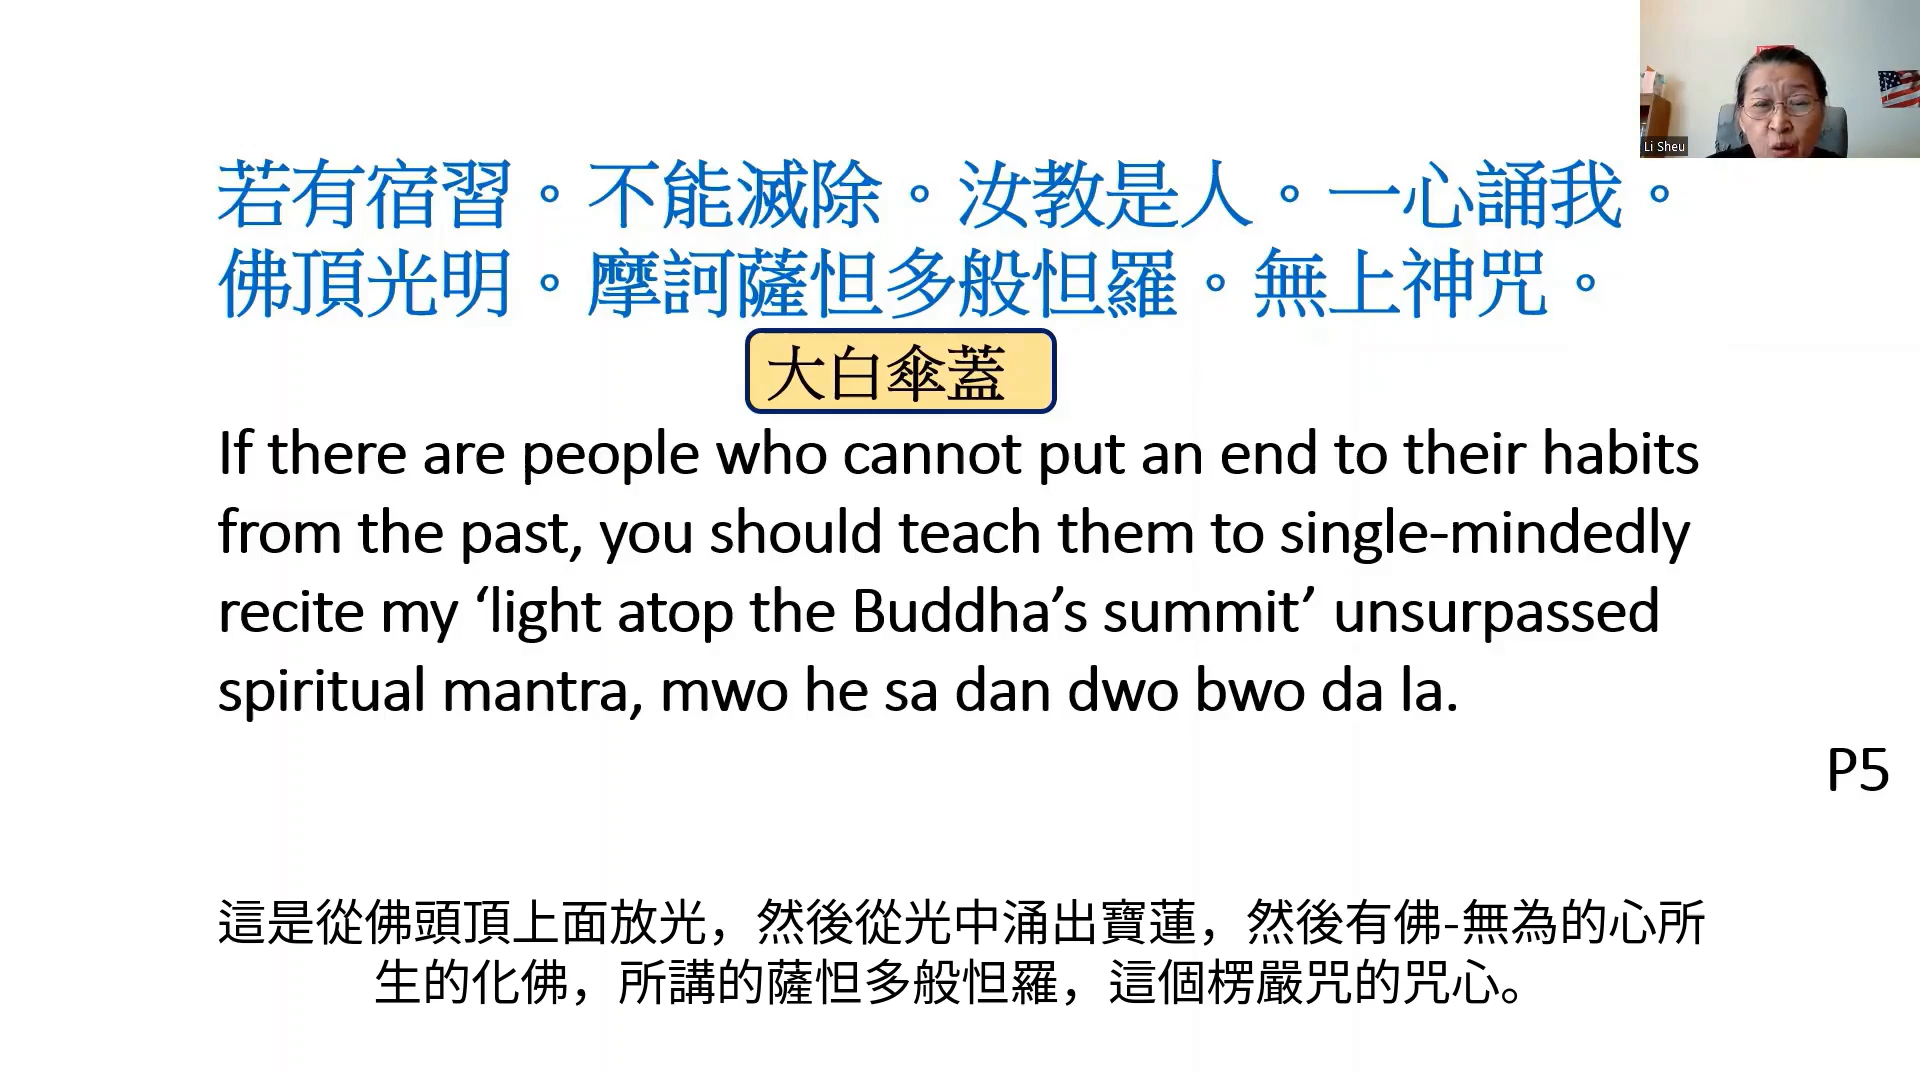 Li Sheu
若有宿習。不能滅除。汝教是人。一心誦我。
佛頂光明。摩訶薩怛多般怛羅。無上神咒。
大白傘蓋
If there are people who cannot put an end to their habits
from the past, you should teach them to single-mindedly
recite my ‘light atop the Buddha’s summit’ unsurpassed
spiritual mantra, mwo he sa dan dwo bwo da la.
P5
這是從佛頭頂上面放光，然後從光中涌出寶蓮，然後有佛-無為的心所
生的化佛，所講的薩怛多般怛羅，這個楞嚴咒的咒心。